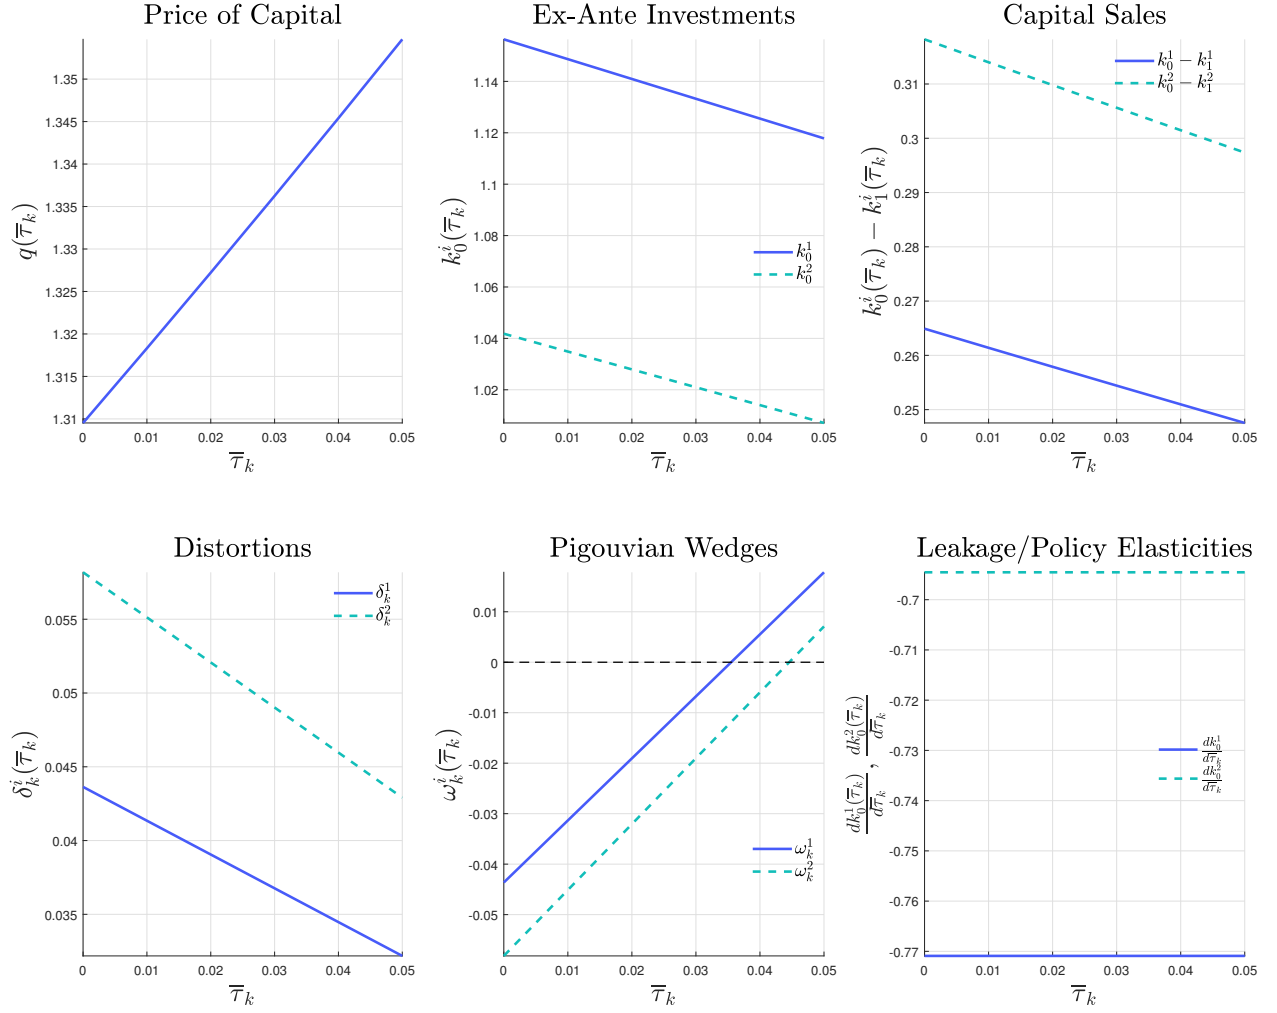 Price of Capital
q(τ̅_k)
1.35
1.345
1.34
1.335
1.33
1.325
1.32
1.315
1.31
0 0.01 0.02 0.03 0.04 0.05
τ̅_k
Ex-Ante Investments
k_0^i(τ̅_k)
1.14
1.12
1.1
1.08
1.06
1.04
1.02
k_0^1
k_0^2
0 0.01 0.02 0.03 0.04 0.05
τ̅_k
Capital Sales
k_0^i(τ̅_k) − k_1^i(τ̅_k)
0.31
0.3
0.29
0.28
0.27
0.26
0.25
k_0^1 − k_1^1
k_0^2 − k_1^2
0.00 0.01 0.02 0.03 0.04 0.05
τ̅_k
Distortions
δ_k^i(τ̅_k)
0.055
0.05
0.045
0.04
0.035
δ_k^1
δ_k^2
0 0.01 0.02 0.03 0.04 0.05
τ̅_k
Pigouvian Wedges
ω_k^i(τ̅_k)
0.01
0
-0.01
-0.02
-0.03
-0.04
-0.05
ω_k^1
ω_k^2
0 0.01 0.02 0.03 0.04 0.05
τ̅_k
Leakage/Policy Elasticities
dk_0^1(τ̅_k)/dτ̅_k, dk_0^2(τ̅_k)/dτ̅_k
-0.7
-0.71
-0.72
-0.73
-0.74
-0.75
-0.76
-0.77
dk_0^1/dτ̅_k
dk_0^2/dτ̅_k
0 0.01 0.02 0.03 0.04 0.05
τ̅_k